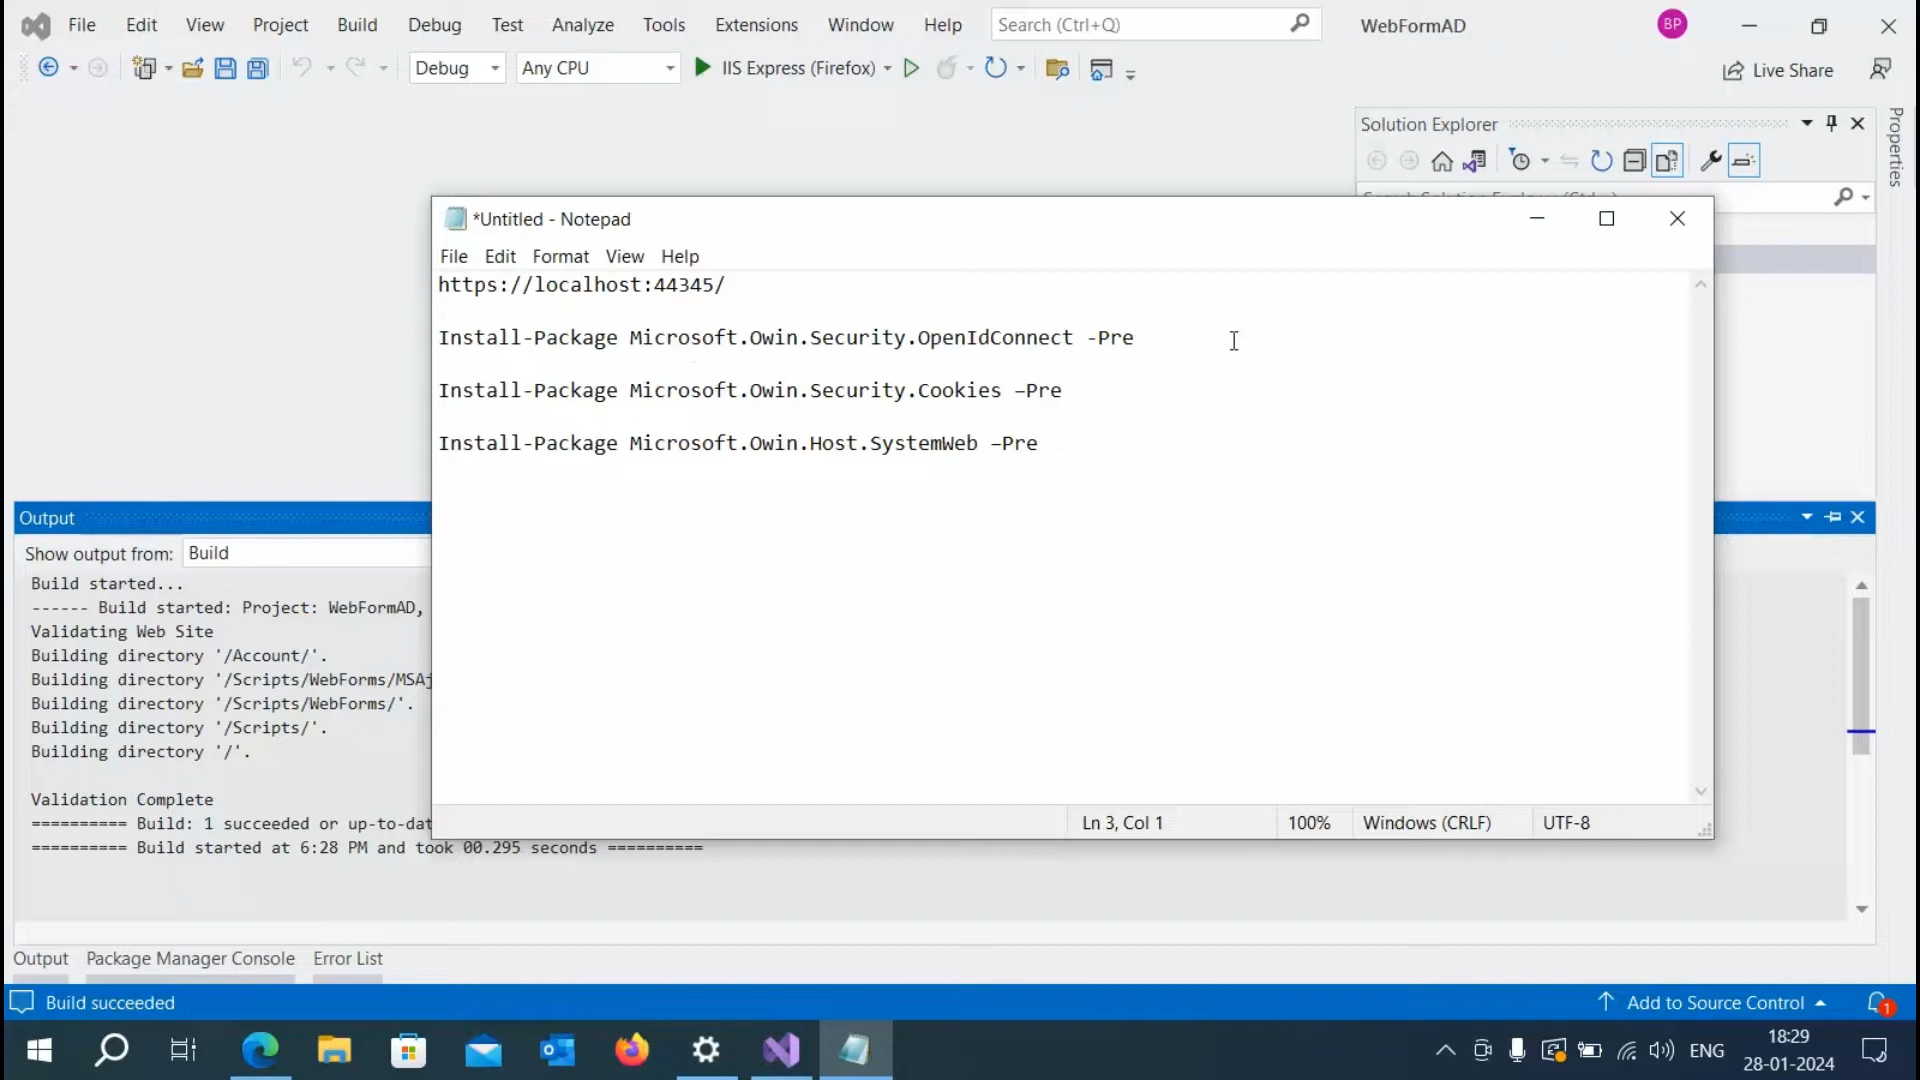 File Edit View Project Build Debug Test Analyze Tools Extensions Window Help Search (Ctrl+Q) WebFormAD BP
Debug Any CPU IIS Express (Firefox) Live Share
Solution Explorer
Properties
*Untitled - Notepad
File Edit Format View Help
https://localhost:44345/
Install-Package Microsoft.Owin.Security.OpenIdConnect -Pre
Install-Package Microsoft.Owin.Security.Cookies –Pre
Install-Package Microsoft.Owin.Host.SystemWeb –Pre
Ln 3, Col 1 100% Windows (CRLF) UTF-8
Output
Show output from: Build
Build started...
------ Build started: Project: WebFormAD,
Validating Web Site
Building directory '/Account/'.
Building directory '/Scripts/WebForms/MSAj
Building directory '/Scripts/WebForms/'.
Building directory '/Scripts/'.
Building directory '/'.
Validation Complete
========== Build: 1 succeeded or up-to-dat
========== Build started at 6:28 PM and took 00.295 seconds ==========
Output Package Manager Console Error List
Build succeeded Add to Source Control 1
ENG 18:29
28-01-2024